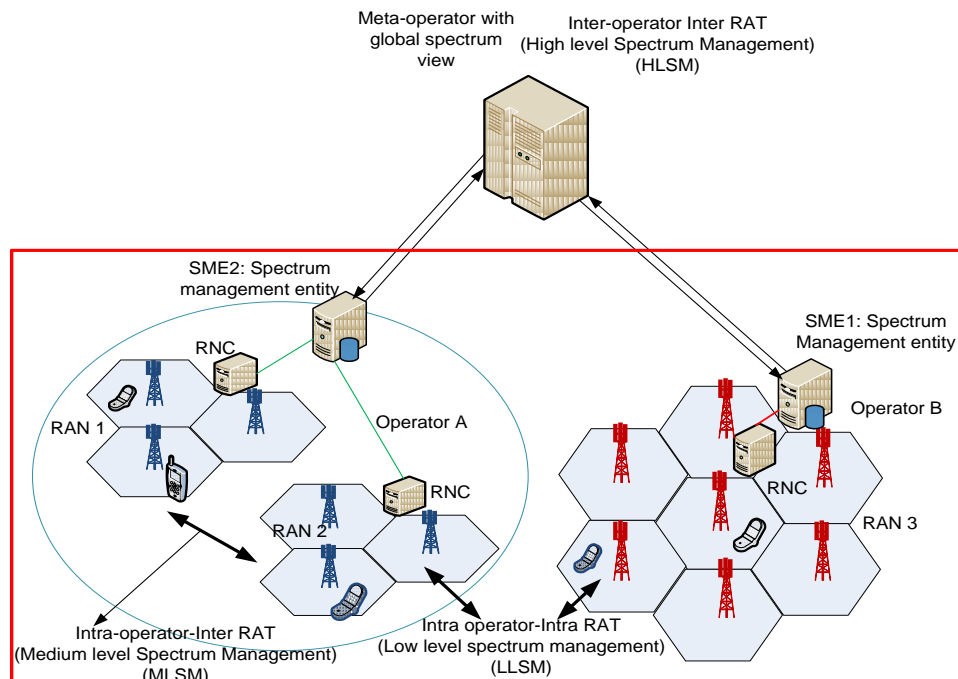 Meta-operator with
global spectrum
view
Inter-operator Inter RAT
(High level Spectrum Management)
(HLSM)
SME2: Spectrum
management entity
SME1: Spectrum
Management entity
RNC
Operator A
Operator B
RAN 1
RNC
RNC
RAN 2
RAN 3
Intra-operator-Inter RAT
(Medium level Spectrum Management)
(MLSM)
Intra operator-Intra RAT
(Low level spectrum management)
(LLSM)